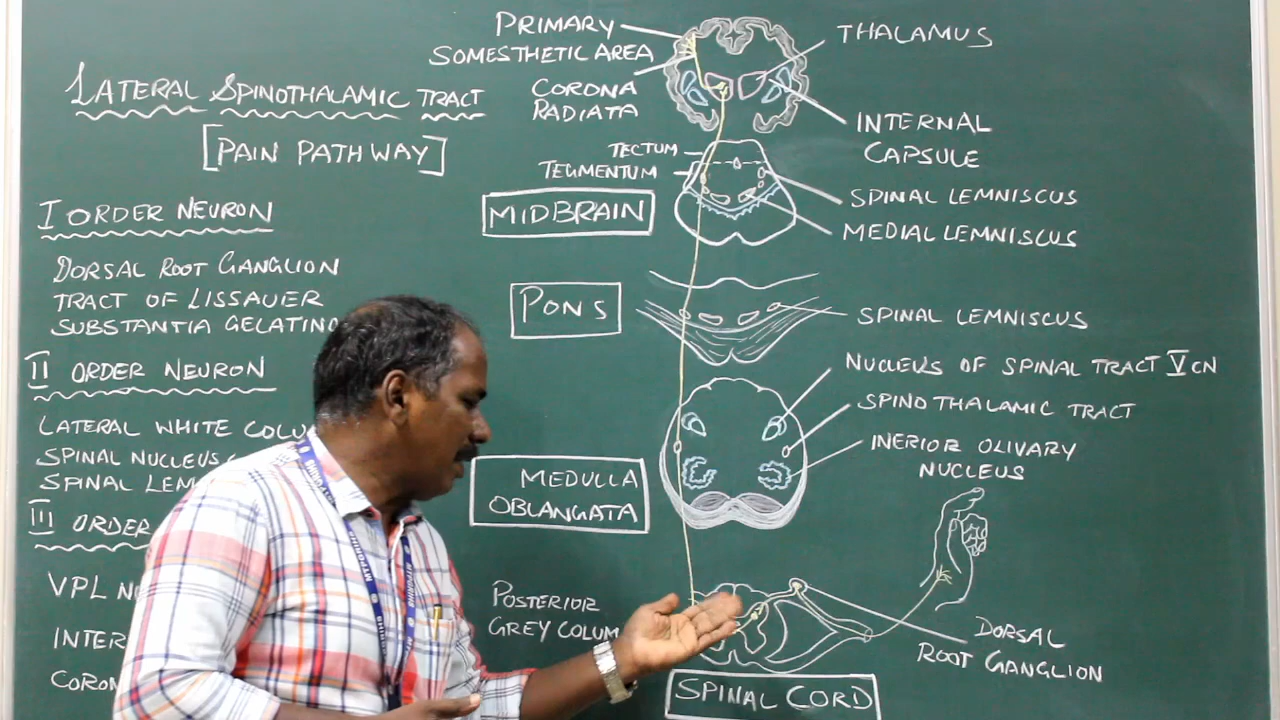 LATERAL SPINOTHALAMIC TRACT
[PAIN PATHWAY]
I ORDER NEURON
DORSAL ROOT GANGLION
TRACT OF LISSAUER
SUBSTANTIA GELATINO
II ORDER NEURON
LATERAL WHITE COLU
SPINAL NUCLEUS
SPINAL LEM
III ORDER
VPL N
INTER
CORON
PRIMARY
SOMESTHETIC AREA
CORONA
RADIATA
THALAMUS
INTERNAL
CAPSULE
TECTUM
TEGMENTUM
MIDBRAIN
SPINAL LEMNISCUS
MEDIAL LEMNISCUS
PONS
SPINAL LEMNISCUS
MEDULLA
OBLANGATA
NUCLEUS OF SPINAL TRACT V CN
SPINOTHALAMIC TRACT
INERIOR OLIVARY
NUCLEUS
POSTERIOR
GREY COLUM
DORSAL
ROOT GANGLION
SPINAL CORD